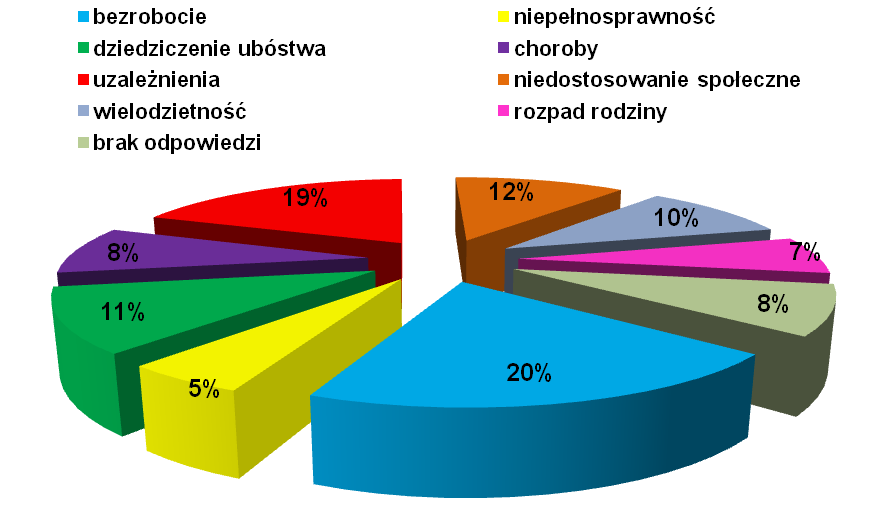 bezrobocie
niepełnosprawność
dziedziczenie ubóstwa
choroby
uzależnienia
niedostosowanie społeczne
wielodzietność
rozpad rodziny
brak odpowiedzi
19%
12%
10%
7%
8%
8%
11%
5%
20%